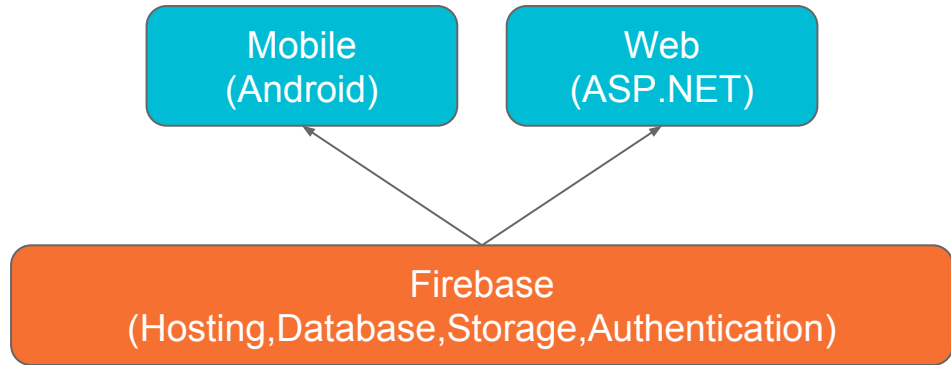 Mobile
(Android)
Web
(ASP.NET)
Firebase
(Hosting,Database,Storage,Authentication)